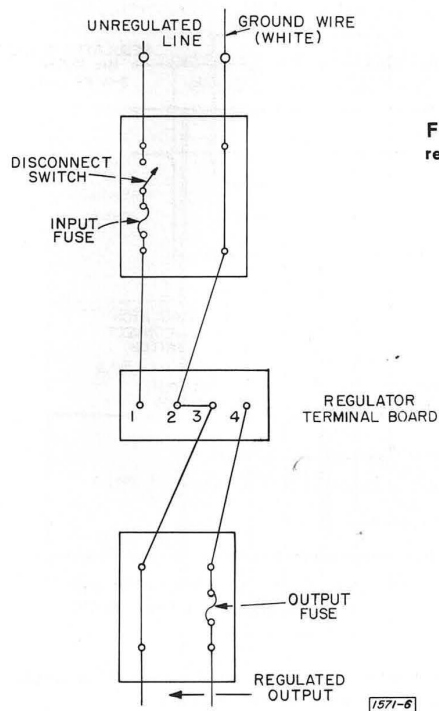 UNREGULATED
LINE
GROUND WIRE
(WHITE)
F
re
DISCONNECT
SWITCH
INPUT
FUSE
1 2 3 4
REGULATOR
TERMINAL BOARD
OUTPUT
FUSE
REGULATED
OUTPUT
1571-6